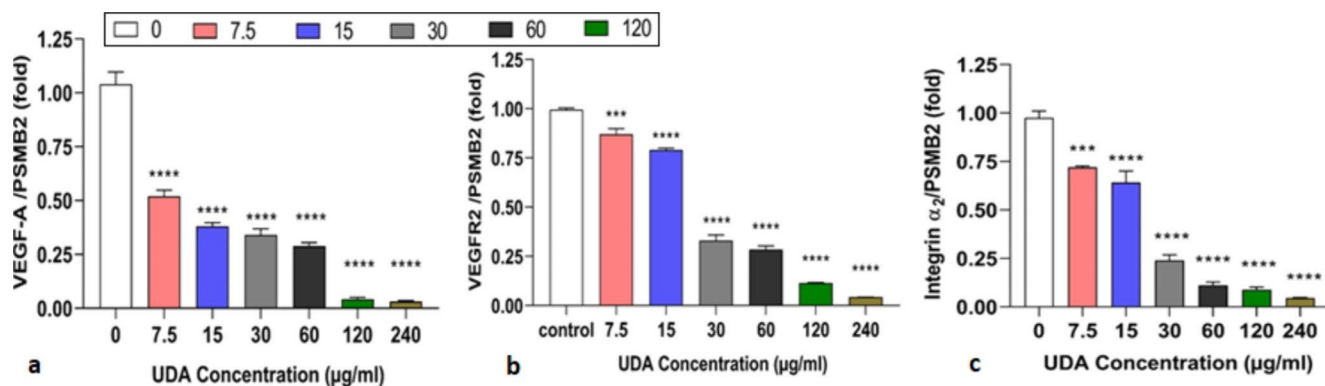 0 7.5 15 30 60 120
VEGF-A /PSMB2 (fold)
1.25
1.00
0.75
0.50
0.25
0.00
****
****
****
****
****
****
0 7.5 15 30 60 120 240
UDA Concentration (µg/ml)
a
VEGFR2 /PSMB2 (fold)
1.25
1.00
0.75
0.50
0.25
0.00
***
****
****
****
****
****
control 7.5 15 30 60 120 240
UDA Concentration (µg/ml)
b
Integrin α2/PSMB2 (fold)
1.25
1.00
0.75
0.50
0.25
0.00
***
****
****
****
****
****
0 7.5 15 30 60 120 240
UDA Concentration (µg/ml)
c